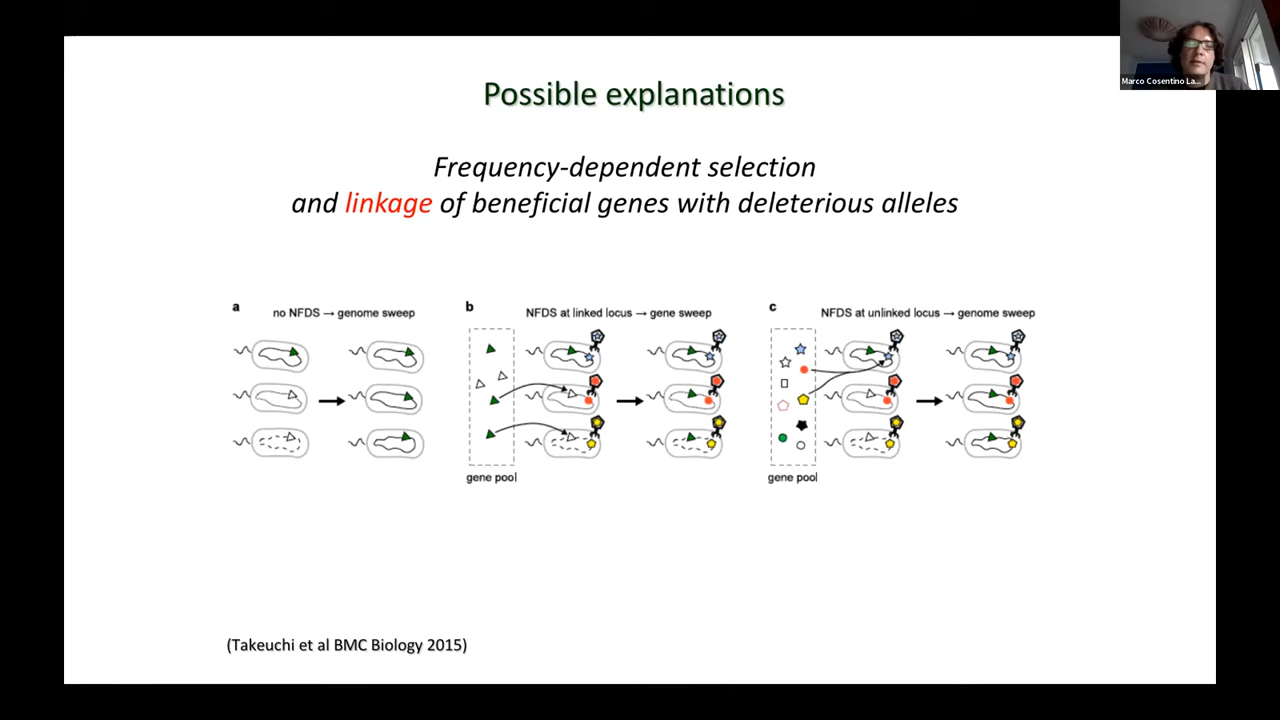 Marco Cosentino La...
Possible explanations
Frequency-dependent selection
and linkage of beneficial genes with deleterious alleles
a no NFDS → genome sweep
b NFDS at linked locus → gene sweep
c NFDS at unlinked locus → genome sweep
gene pool
gene pool
(Takeuchi et al BMC Biology 2015)